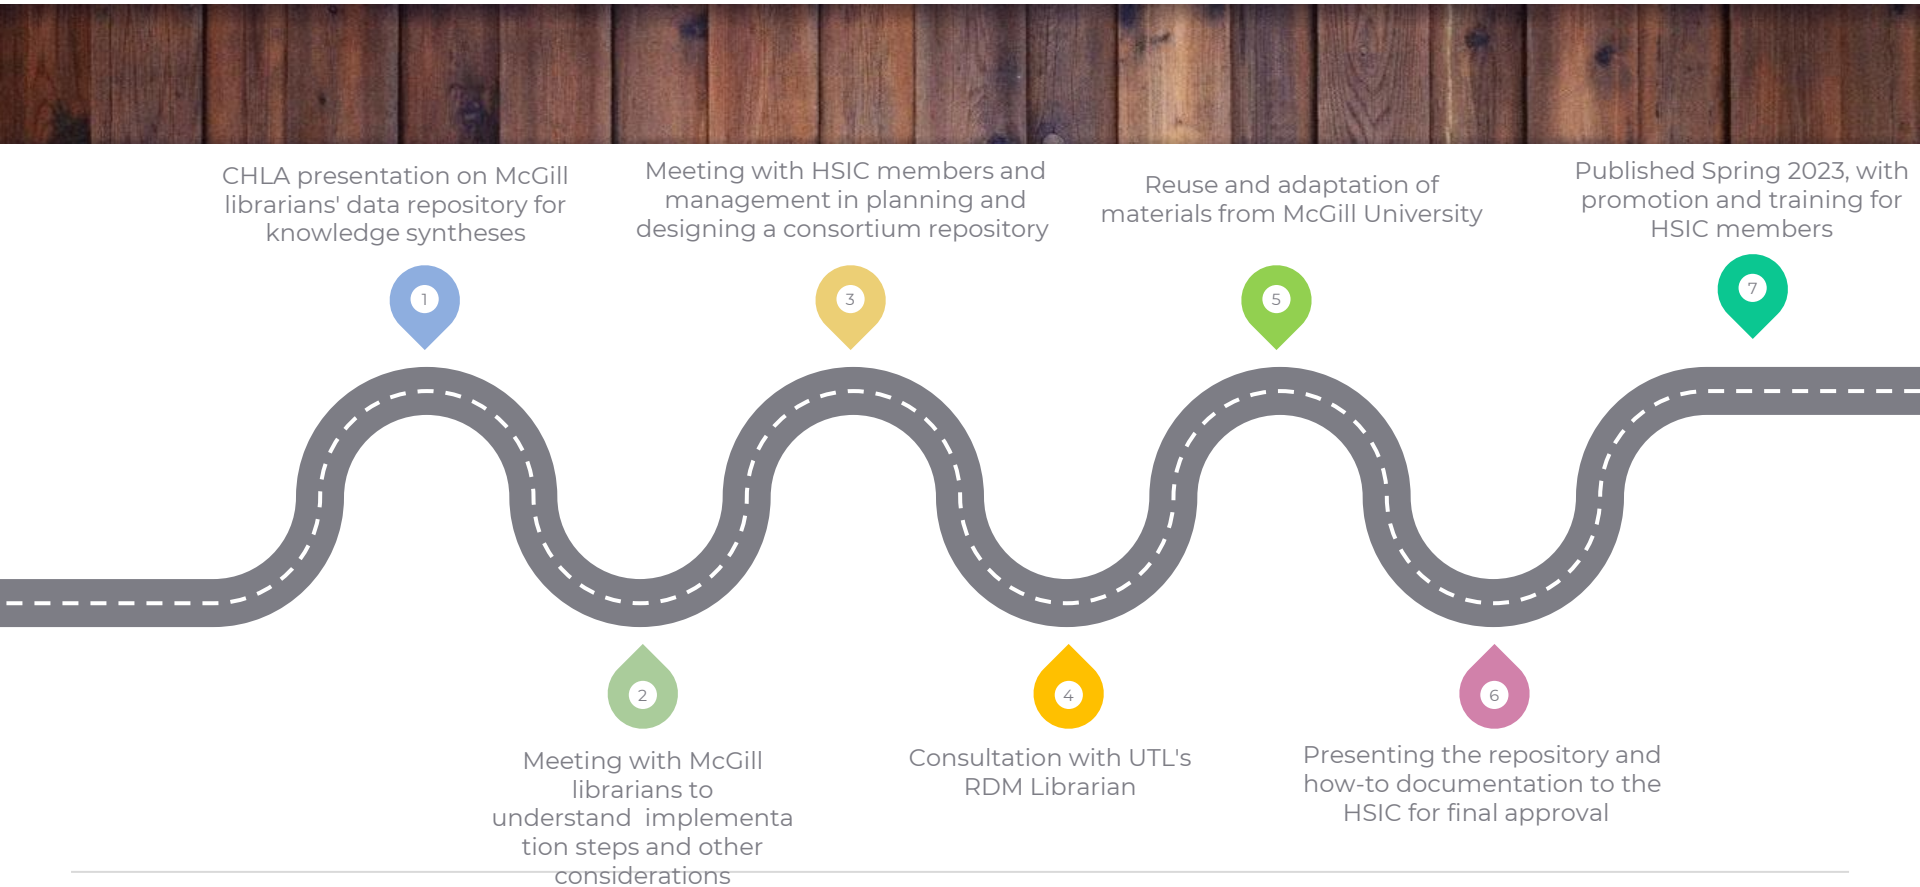 CHLA presentation on McGill
librarians' data repository for
knowledge syntheses
1
Meeting with McGill
librarians to
understand  implementa
tion steps and other
considerations
2
Meeting with HSIC members and
management in planning and
designing a consortium repository
3
Consultation with UTL's
RDM Librarian
4
Reuse and adaptation of
materials from McGill University
5
Presenting the repository and
how-to documentation to the
HSIC for final approval
6
Published Spring 2023, with
promotion and training for
HSIC members
7